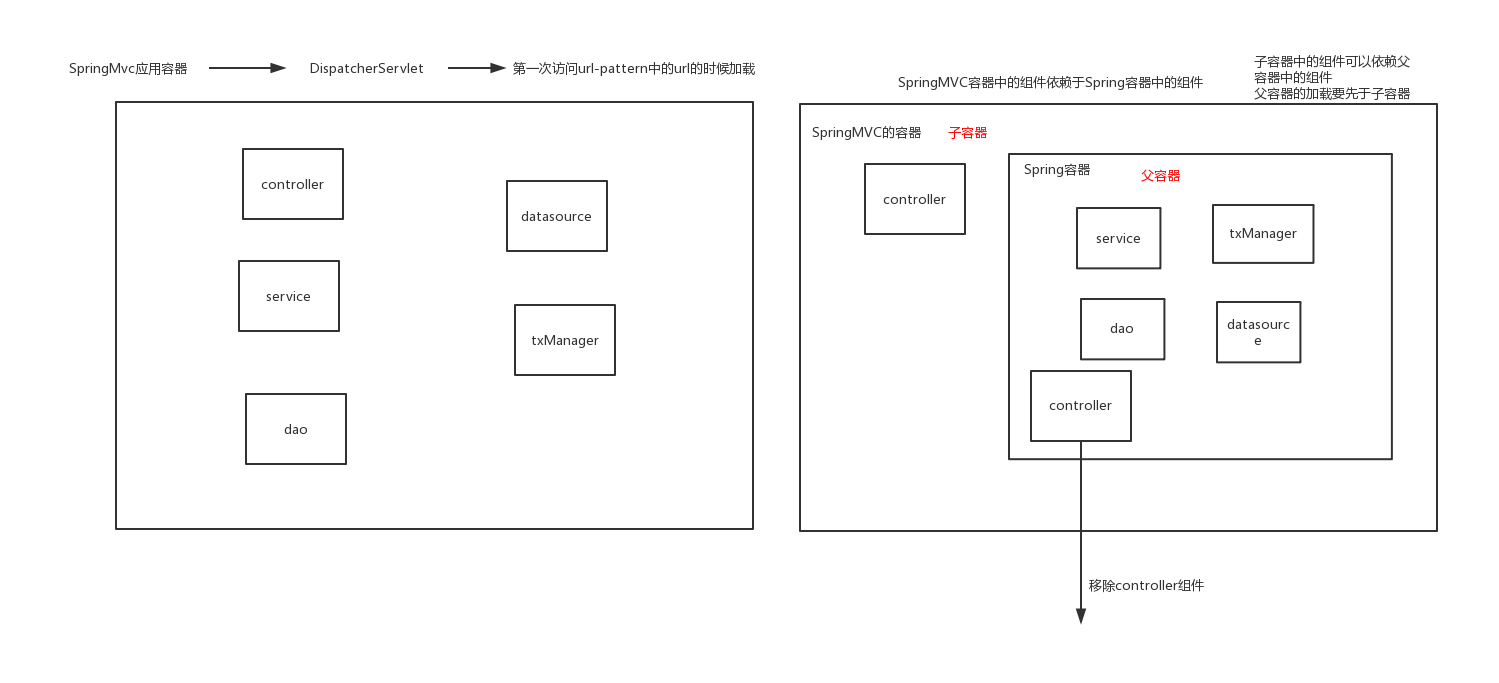 SpringMvc应用容器
DispatcherServlet
第一次访问url-pattern中的url的时候加载
controller
datasource
service
txManager
dao
SpringMVC容器中的组件依赖于Spring容器中的组件
子容器中的组件可以依赖父
容器中的组件
父容器的加载要先于子容器
SpringMVC的容器
子容器
controller
Spring容器
父容器
service
txManager
dao
datasourc
e
controller
移除controller组件